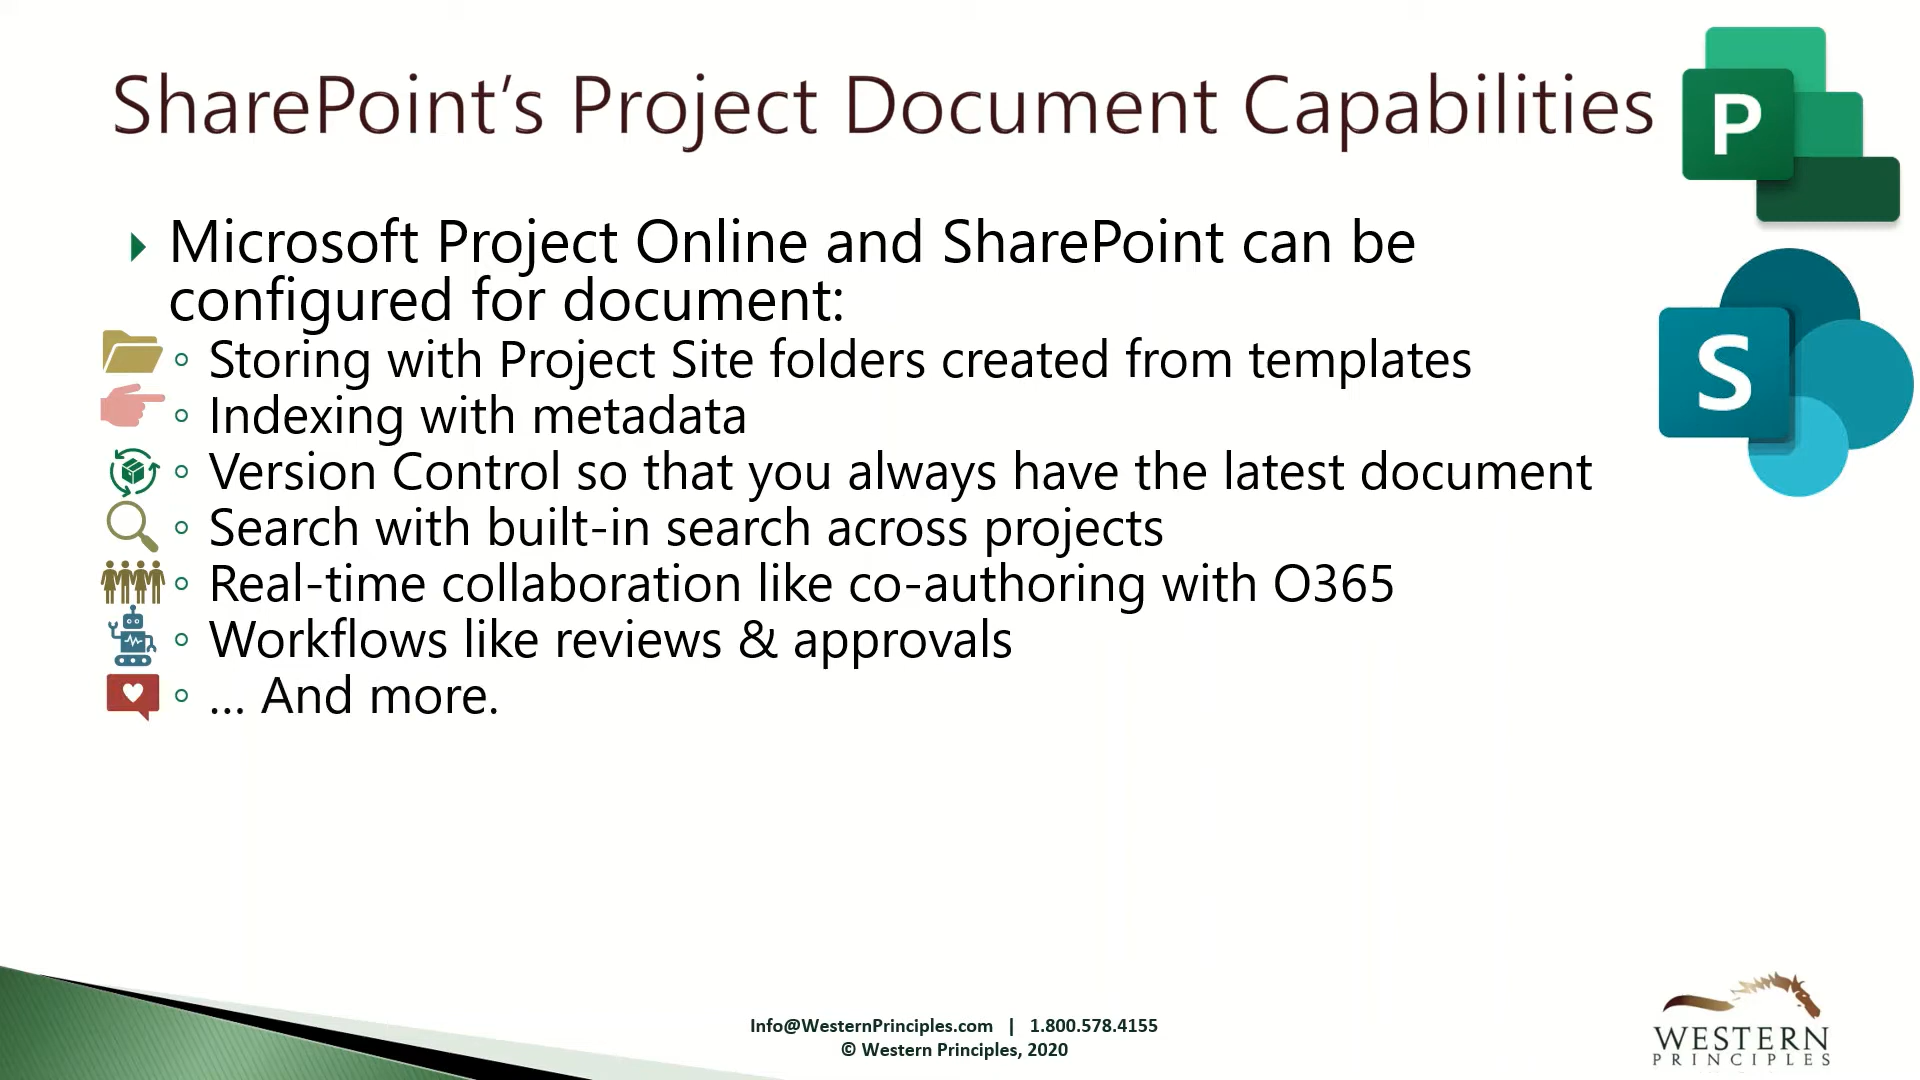 SharePoint’s Project Document Capabilities
P
Microsoft Project Online and SharePoint can be
configured for document:
Storing with Project Site folders created from templates
Indexing with metadata
S
Version Control so that you always have the latest document
Search with built-in search across projects
Real-time collaboration like co-authoring with O365
Workflows like reviews & approvals
... And more.
Info@WesternPrinciples.com | 1.800.578.4155
© Western Principles, 2020
WESTERN
PRINCIPLES